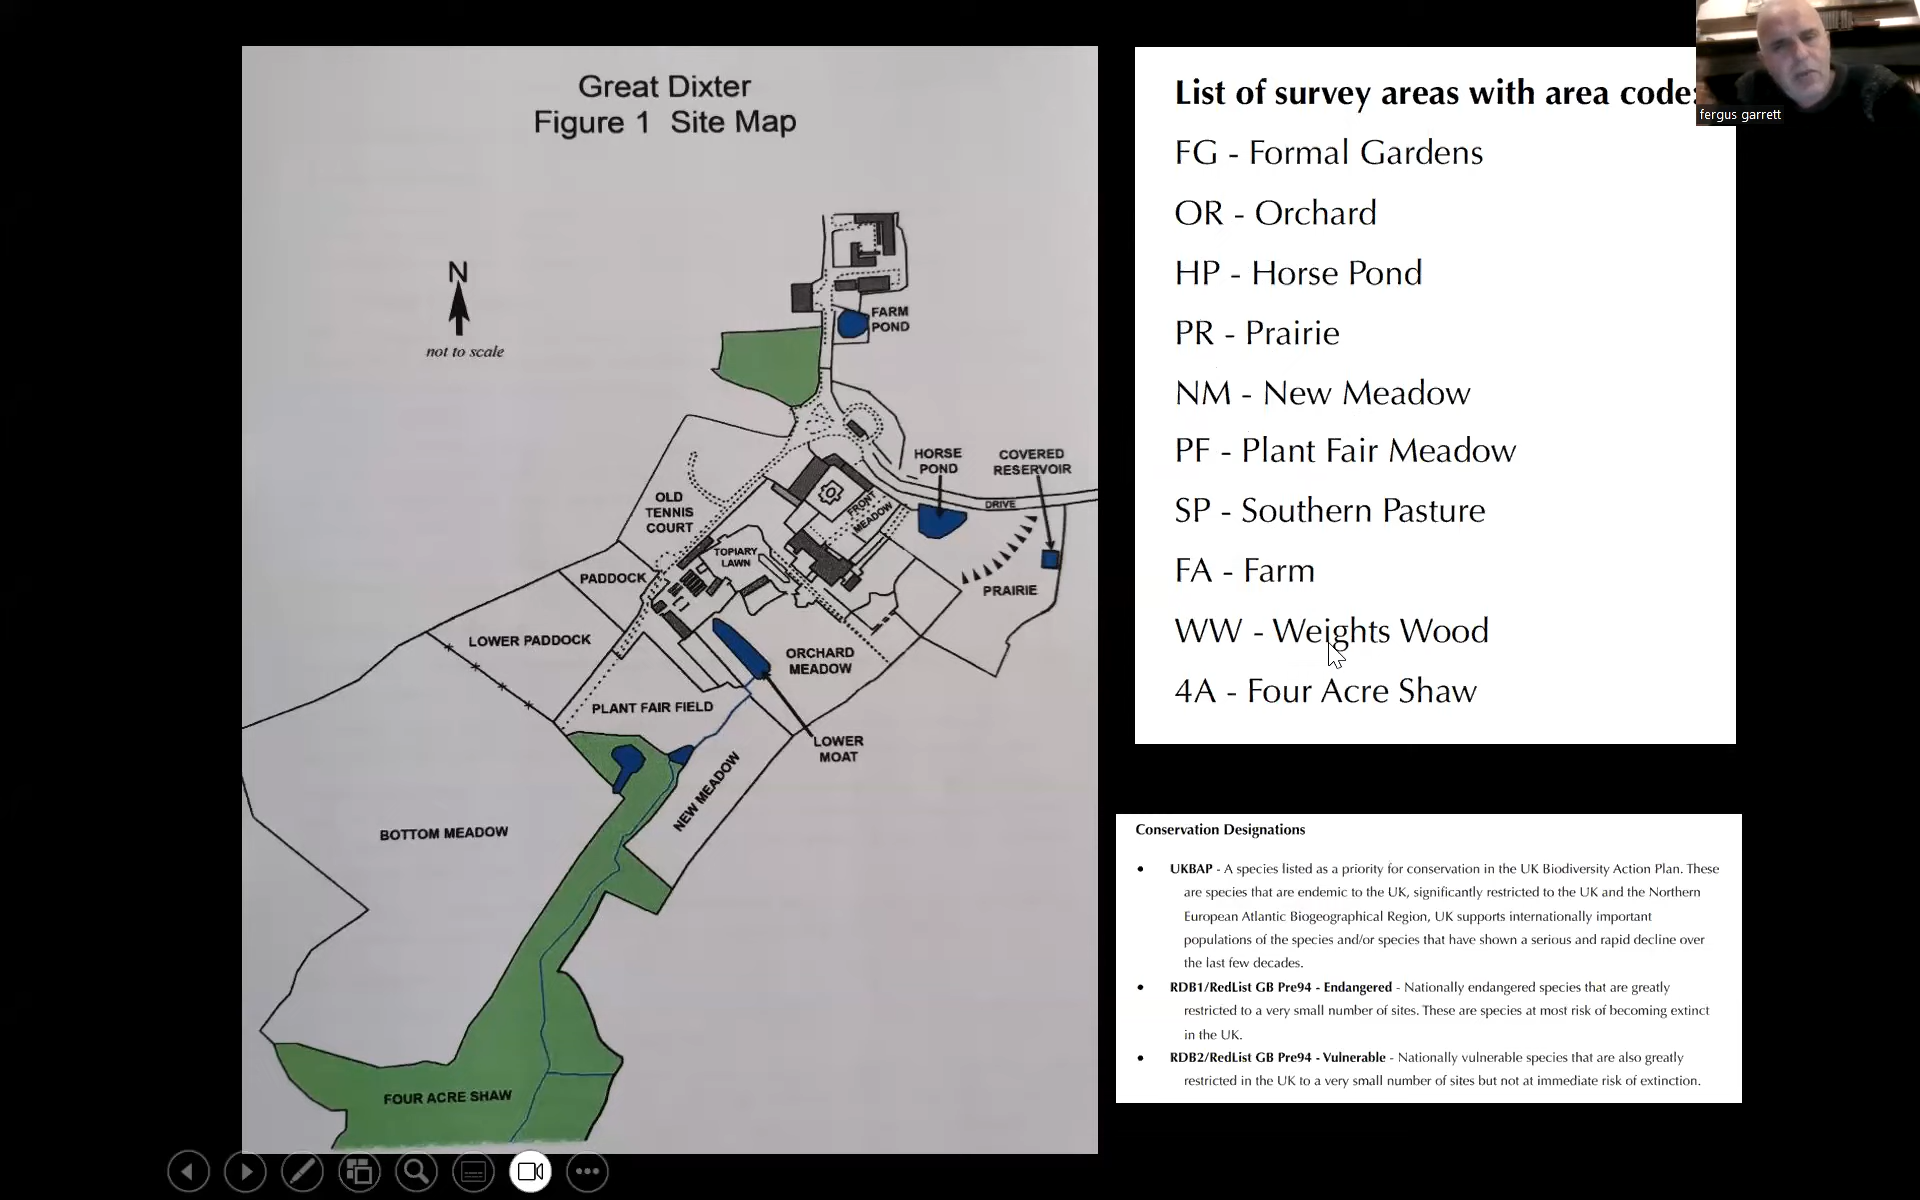 Great Dixter
Figure 1 Site Map
N
not to scale
FARM
POND
HORSE
POND
COVERED
RESERVOIR
DRIVE
FRONT
MEADOW
OLD
TENNIS
COURT
TOPIARY
LAWN
PADDOCK
PRAIRIE
LOWER PADDOCK
ORCHARD
MEADOW
PLANT FAIR FIELD
LOWER
MOAT
NEW MEADOW
BOTTOM MEADOW
FOUR ACRE SHAW
List of survey areas with area code
FG - Formal Gardens
OR - Orchard
HP - Horse Pond
PR - Prairie
NM - New Meadow
PF - Plant Fair Meadow
SP - Southern Pasture
FA - Farm
WW - Weights Wood
4A - Four Acre Shaw
fergus garrett
Conservation Designations
• UKBAP - A species listed as a priority for conservation in the UK Biodiversity Action Plan. These
are species that are endemic to the UK, significantly restricted to the UK and the Northern
European Atlantic Biogeographical Region, UK supports internationally important
populations of the species and/or species that have shown a serious and rapid decline over
the last few decades.
• RDB1/RedList GB Pre94 - Endangered - Nationally endangered species that are greatly
restricted to a very small number of sites. These are species at most risk of becoming extinct
in the UK.
• RDB2/RedList GB Pre94 - Vulnerable - Nationally vulnerable species that are also greatly
restricted in the UK to a very small number of sites but not at immediate risk of extinction.